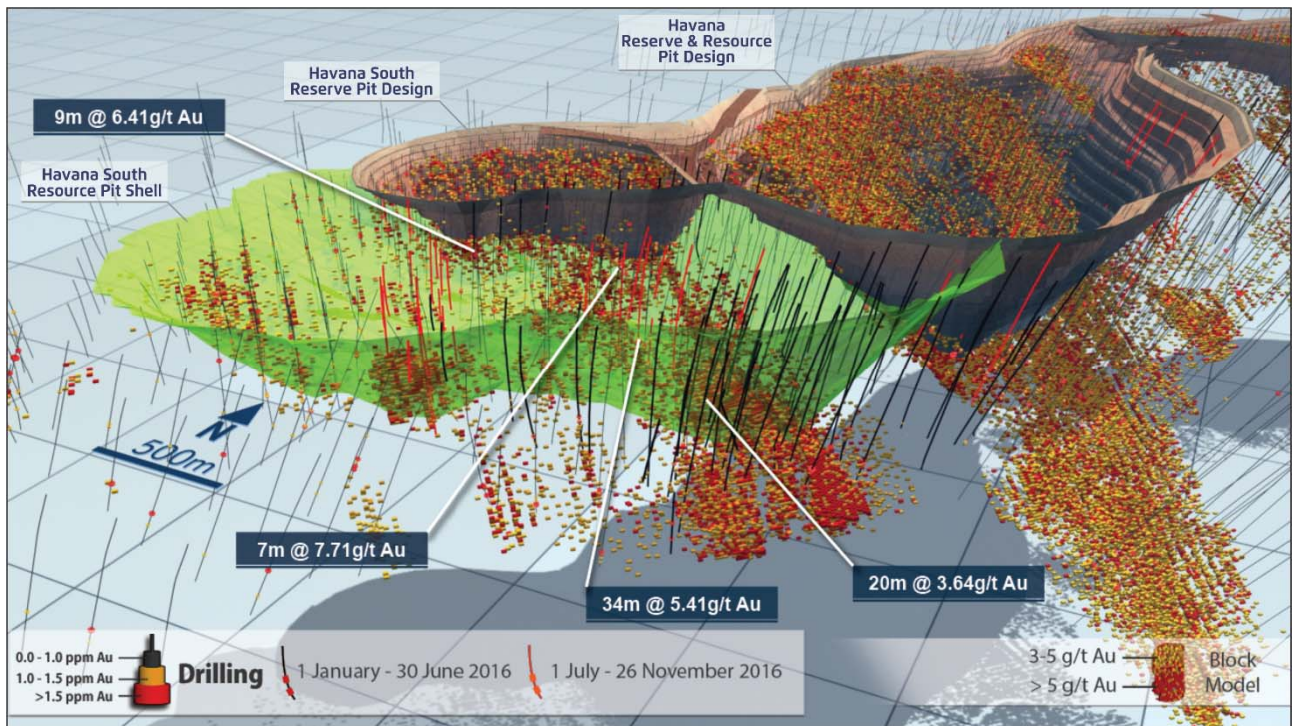 Havana
Reserve & Resource
Pit Design
Havana South
Reserve Pit Design
9m @ 6.41g/t Au
Havana South
Resource Pit Shell
N
500m
7m @ 7.71g/t Au
34m @ 5.41g/t Au
20m @ 3.64g/t Au
0.0 - 1.0 ppm Au
1.0 - 1.5 ppm Au
>1.5 ppm Au
Drilling
1 January - 30 June 2016
1 July - 26 November 2016
3-5 g/t Au
> 5 g/t Au
Block
Model